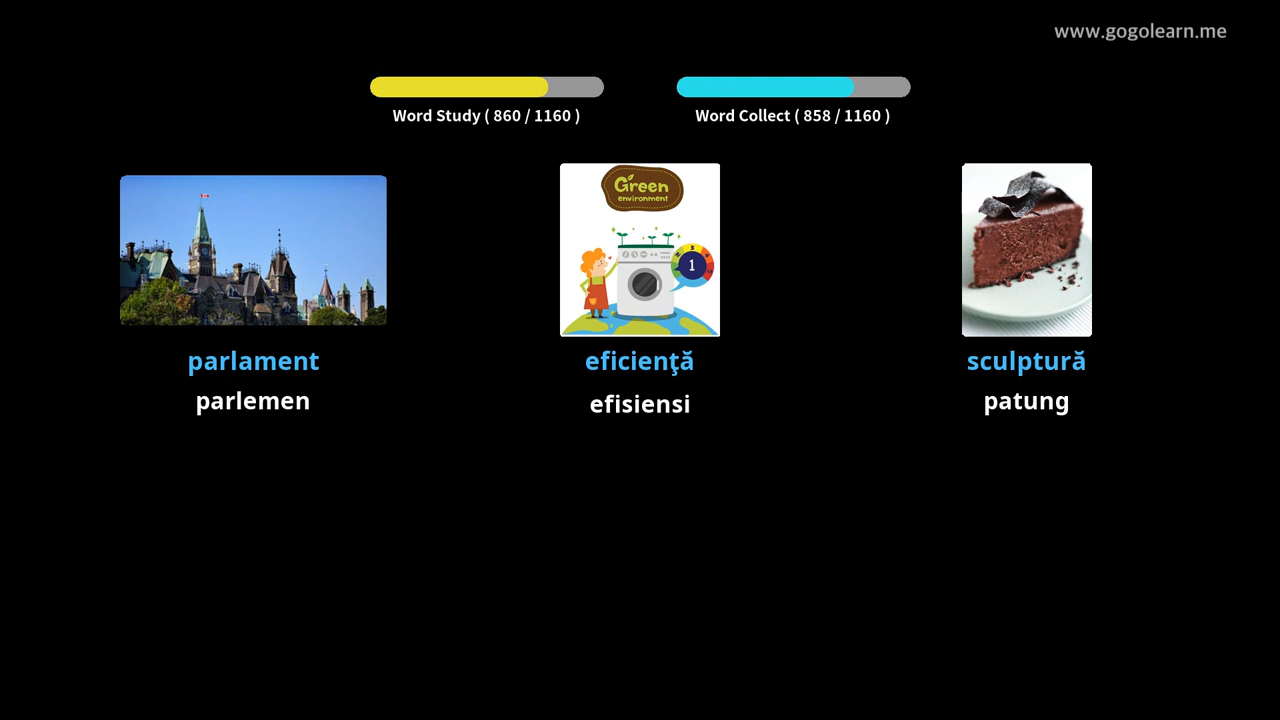 www.gogolearn.me
Word Study ( 860 / 1160 )
Word Collect ( 858 / 1160 )
Green
environment
1
parlament
eficienţă
sculptură
parlemen
efisiensi
patung